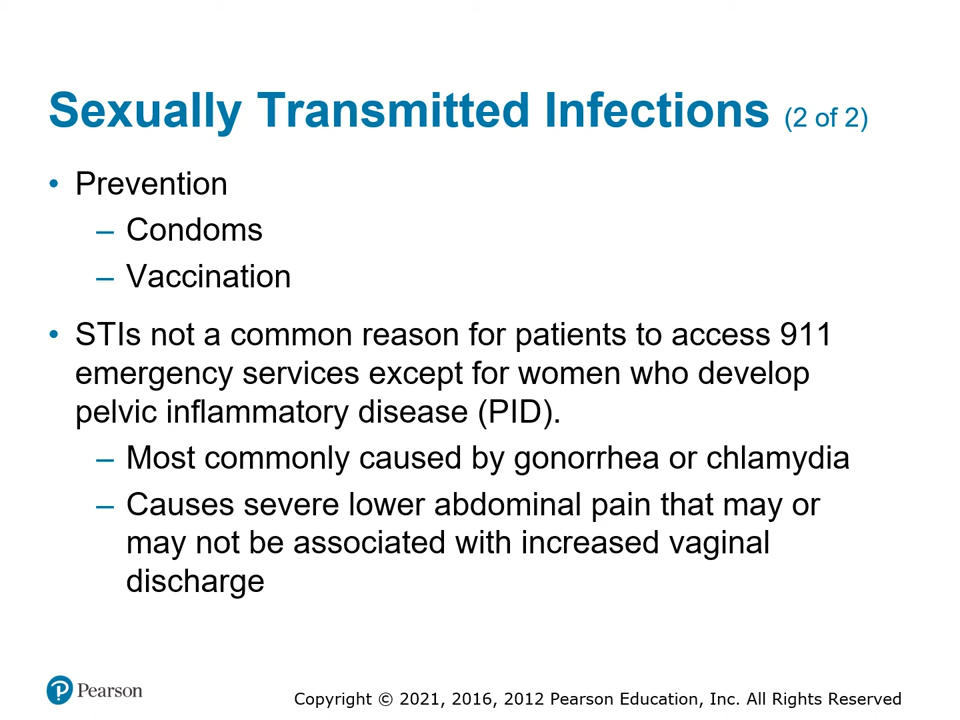 Sexually Transmitted Infections (2 of 2)
• Prevention
– Condoms
– Vaccination
• STIs not a common reason for patients to access 911
emergency services except for women who develop
pelvic inflammatory disease (PID).
– Most commonly caused by gonorrhea or chlamydia
– Causes severe lower abdominal pain that may or
may not be associated with increased vaginal
discharge
Pearson
Copyright © 2021, 2016, 2012 Pearson Education, Inc. All Rights Reserved